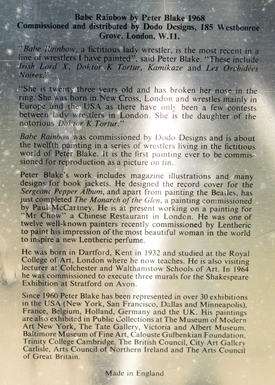 Babe Rainbow by Peter Blake 1968
Commissioned and distributed by Dodo Designs, 185 Westbourne
Grove, London, W.11.
"Babe Rainbow, a fictitious lady wrestler, is the most recent in a
line of wrestlers I have painted", said Peter Blake. "These include
Irish Lord X, Doktor K Tortur, Kamikaze and Les Orchidées
Noires."
"She is twenty three years old and has broken her nose in the
ring. She was born in New Cross, London and wrestles mainly in
Europe and the USA as there have only been a few contests
between lady wrestlers in London. She is the daughter of the
notorious Doktor K Tortur."
Babe Rainbow was commissioned by Dodo Designs and is about
the twelfth painting in a series of wrestlers living in the fictitious
world of Peter Blake. It is the first painting ever to be commis-
sioned for reproduction as a picture on tin.
Peter Blake's work includes magazine illustrations and many
designs for book jackets. He designed the record cover for the
Sergeant Pepper Album, and apart from painting the Beatles, has
just completed The Monarch of the Glen, a painting commissioned
by Paul McCartney. He is at present working on a painting for
"Mr Chow" a Chinese Restaurant in London. He was one of
twelve well-known painters recently commissioned by Lentheric
to paint his impression of the most beautiful woman in the world
to inspire a new Lentheric perfume.
He was born in Dartford, Kent in 1932 and studied at the Royal
College of Art, London where he now teaches. He is also visiting
lecturer at Colchester and Walthamstow Schools of Art. In 1964
he was commissioned to execute three murals for the Shakespeare
Exhibition at Stratford on Avon.
Since 1960 Peter Blake has been represented in over 30 exhibitions
in the USA (New York, San Francisco, Dallas and Minneapolis),
France, Belgium, Holland, Germany and the U.K. His paintings
are also exhibited in Public Collections at The Museum of Modern
Art New York, The Tate Gallery, Victoria and Albert Museum,
Baltimore Museum of Fine Art, Calouste Gulbenkian Foundation,
Trinity College Cambridge, The British Council, City Art Gallery
Carlisle, Arts Council of Northern Ireland and The Arts Council
of Great Britain.
Made in England